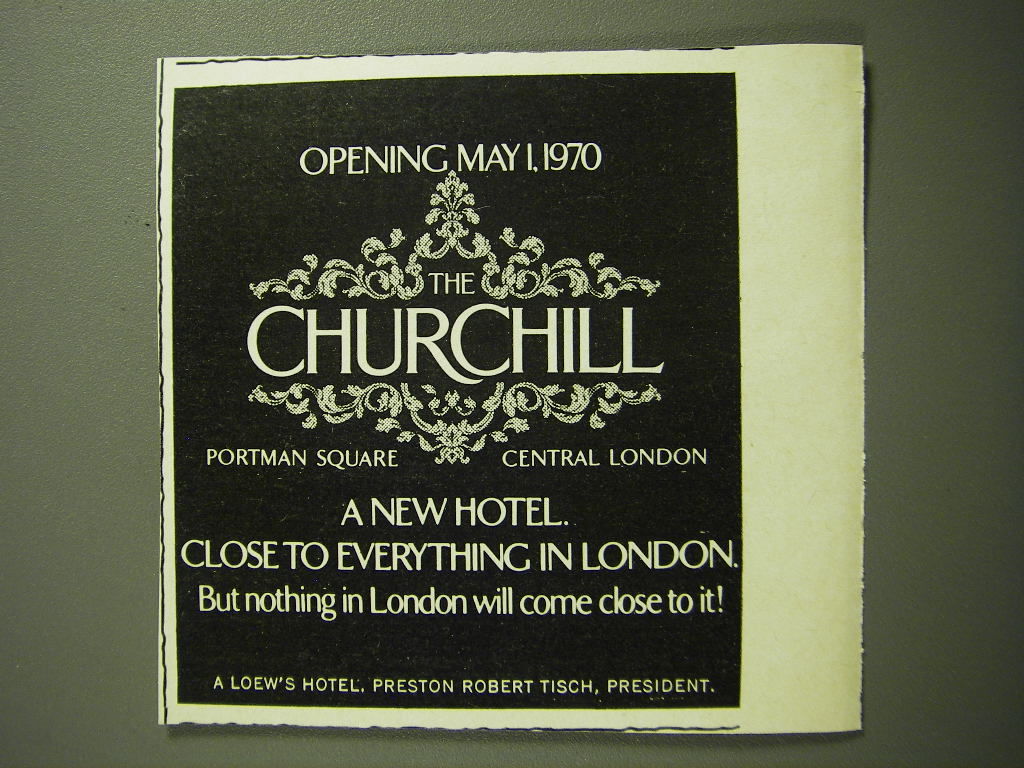 OPENING MAY 1, 1970
THE
CHURCHILL
PORTMAN SQUARE CENTRAL LONDON
A NEW HOTEL.
CLOSE TO EVERYTHING IN LONDON.
But nothing in London will come close to it!
A LOEW'S HOTEL. PRESTON ROBERT TISCH, PRESIDENT.